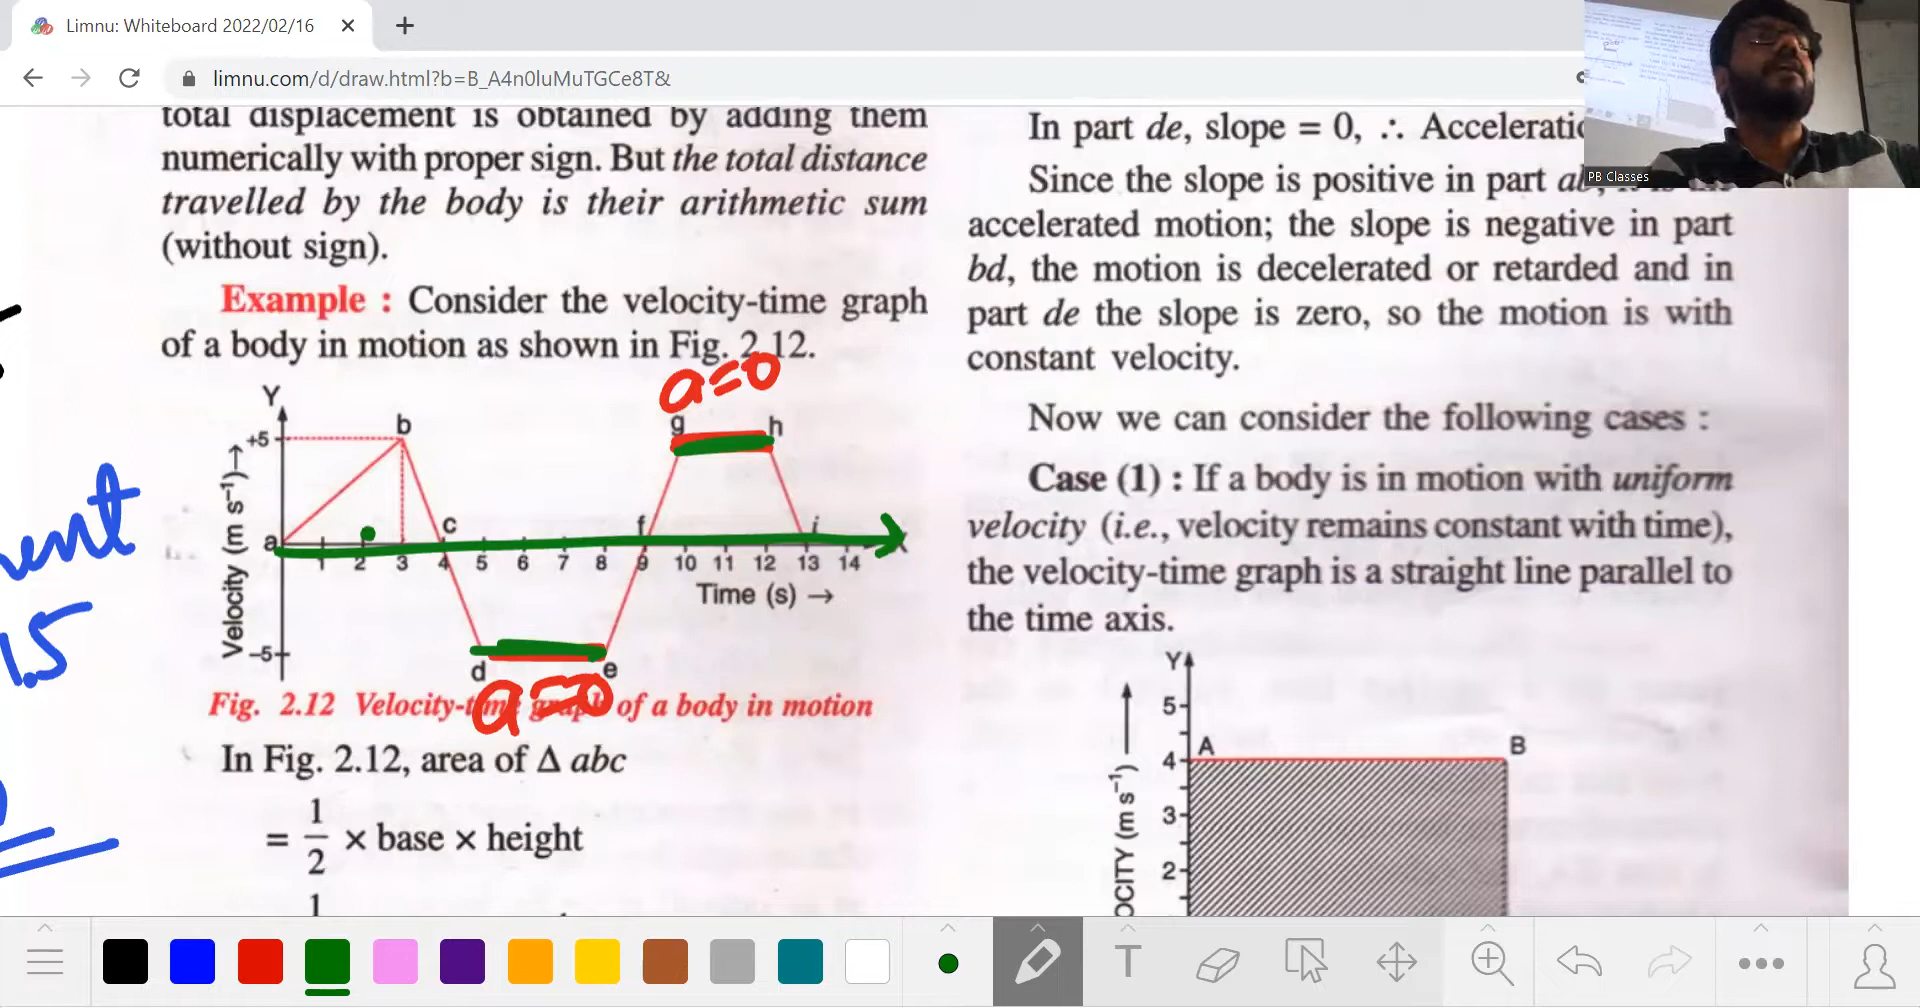 Limnu: Whiteboard 2022/02/16
limnu.com/d/draw.html?b=B_A4n0luMuTGCe8T&
PB Classes
total displacement is obtained by adding them
numerically with proper sign. But the total distance
travelled by the body is their arithmetic sum
(without sign).
Example : Consider the velocity-time graph
of a body in motion as shown in Fig. 2.12.
a=0
Y
+5
b
g
h
Velocity (m s⁻¹)→
a
c
f
i
1 2 3 4 5 6 7 8 9 10 11 12 13 14
Time (s) →
–5
d
e
a=0
Fig. 2.12 Velocity-time graph of a body in motion
In Fig. 2.12, area of Δ abc
= 1/2 × base × height
1
1.5
In part de, slope = 0, ∴
Since the slope is positive in part
accelerated motion; the slope is negative in part
bd, the motion is decelerated or retarded and in
part de the slope is zero, so the motion is with
constant velocity.
Now we can consider the following cases :
Case (1) : If a body is in motion with uniform
velocity (i.e., velocity remains constant with time),
the velocity-time graph is a straight line parallel to
the time axis.
Y
5
A
B
4
3
2
(m s⁻¹)
T